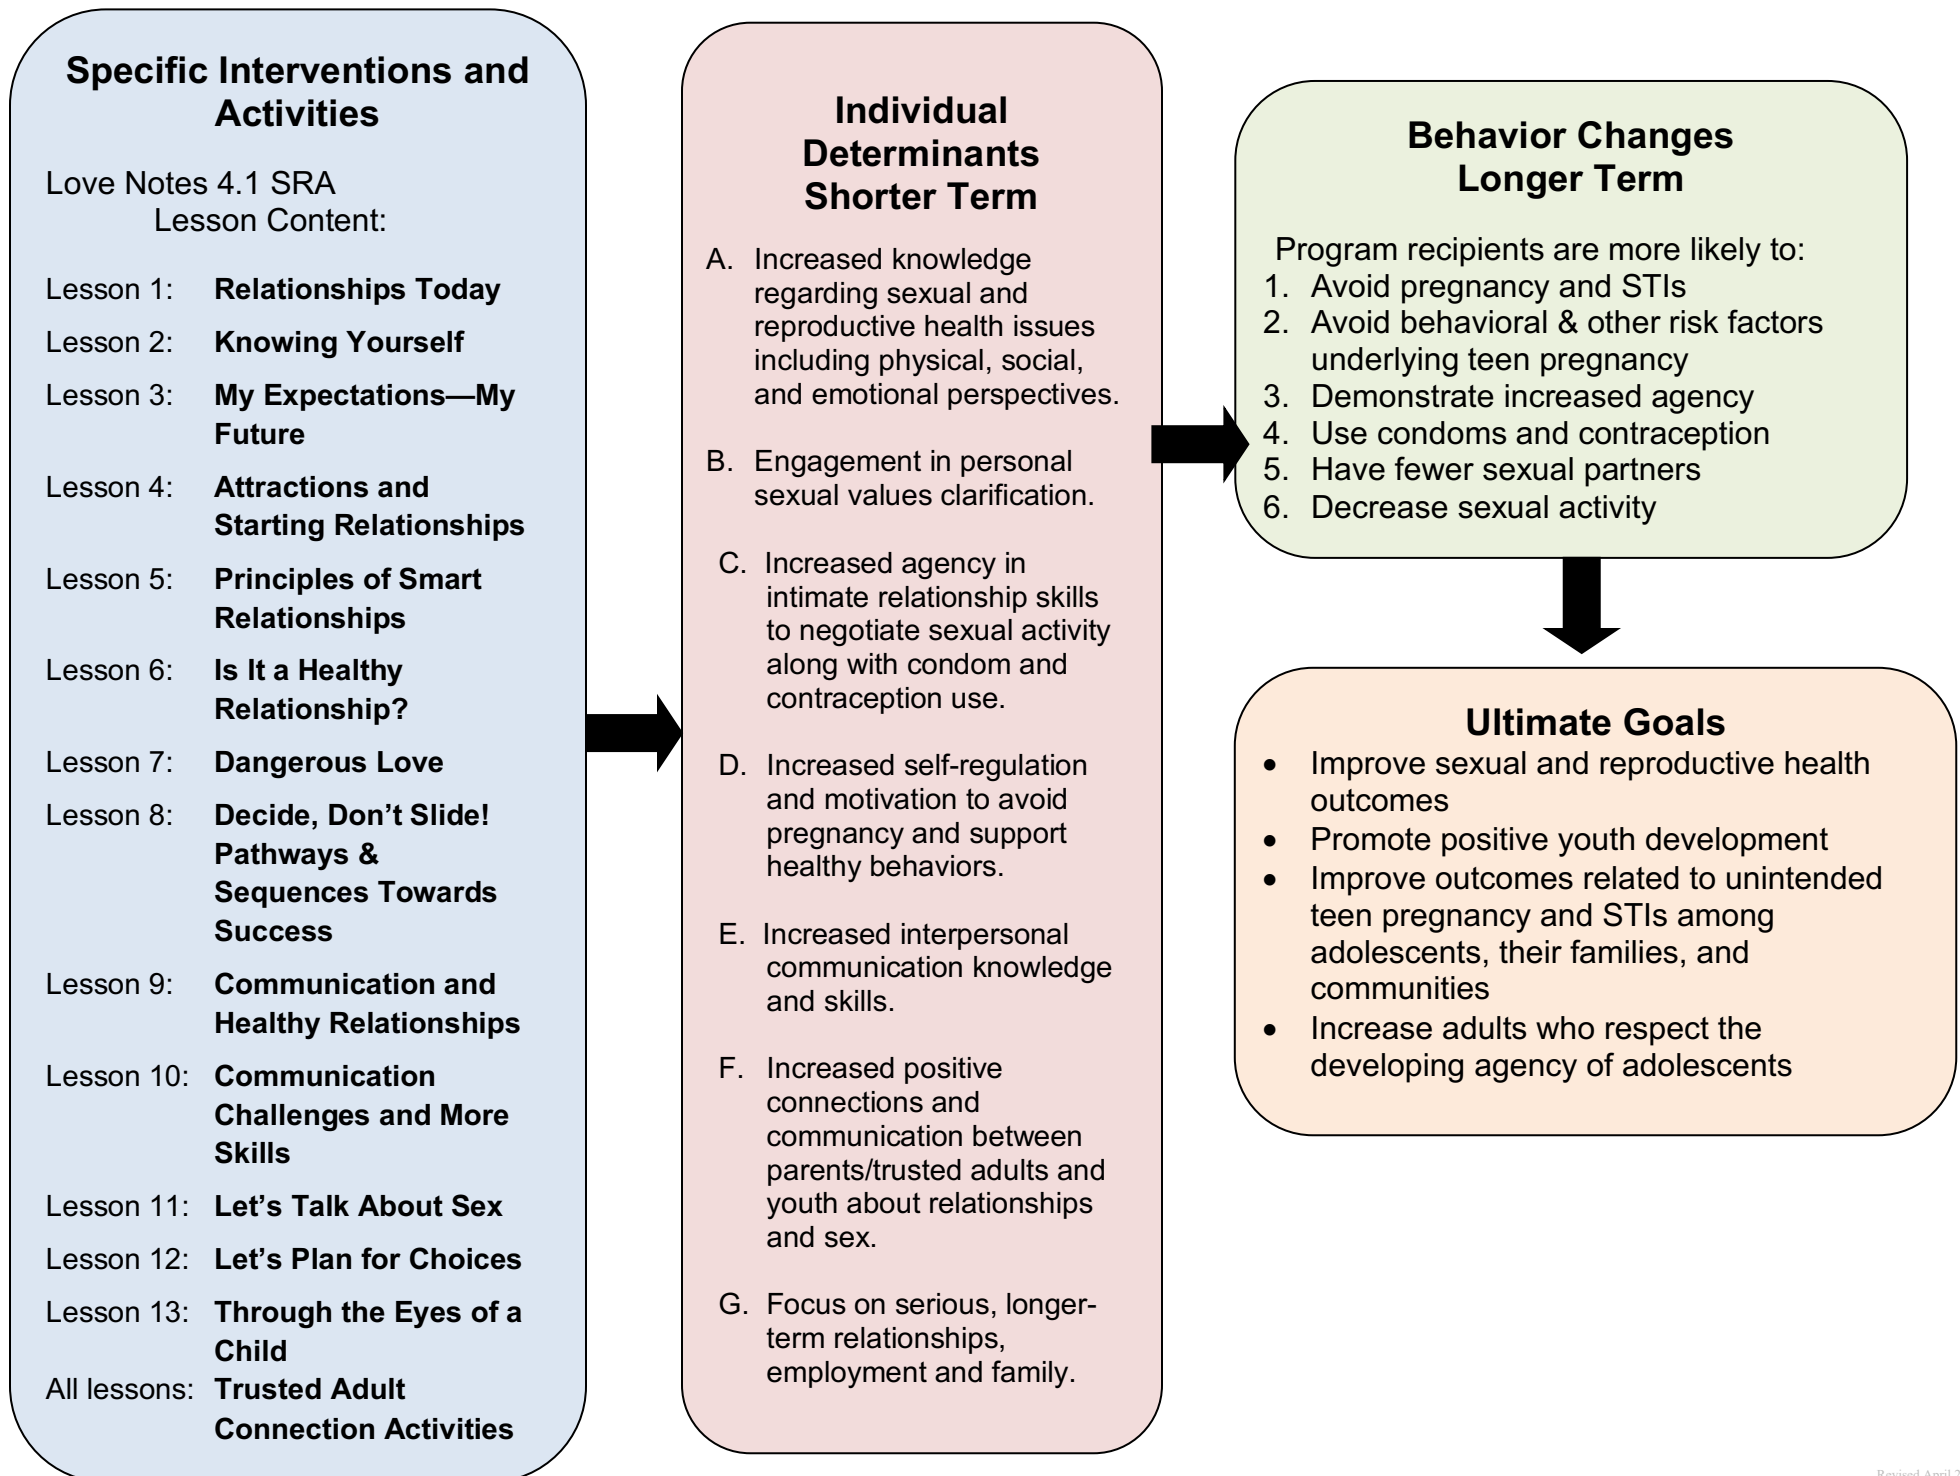 Specific Interventions and
Activities
Love Notes 4.1 SRA
Lesson Content:
Lesson 1: Relationships Today
Lesson 2: Knowing Yourself
Lesson 3: My Expectations—My
Future
Lesson 4: Attractions and
Starting Relationships
Lesson 5: Principles of Smart
Relationships
Lesson 6: Is It a Healthy
Relationship?
Lesson 7: Dangerous Love
Lesson 8: Decide, Don’t Slide!
Pathways &
Sequences Towards
Success
Lesson 9: Communication and
Healthy Relationships
Lesson 10: Communication
Challenges and More
Skills
Lesson 11: Let’s Talk About Sex
Lesson 12: Let’s Plan for Choices
Lesson 13: Through the Eyes of a
Child
All lessons: Trusted Adult
Connection Activities
Individual
Determinants
Shorter Term
A. Increased knowledge
regarding sexual and
reproductive health issues
including physical, social,
and emotional perspectives.
B. Engagement in personal
sexual values clarification.
C. Increased agency in
intimate relationship skills
to negotiate sexual activity
along with condom and
contraception use.
D. Increased self-regulation
and motivation to avoid
pregnancy and support
healthy behaviors.
E. Increased interpersonal
communication knowledge
and skills.
F. Increased positive
connections and
communication between
parents/trusted adults and
youth about relationships
and sex.
G. Focus on serious, longer-
term relationships,
employment and family.
Behavior Changes
Longer Term
Program recipients are more likely to:
1. Avoid pregnancy and STIs
2. Avoid behavioral & other risk factors
underlying teen pregnancy
3. Demonstrate increased agency
4. Use condoms and contraception
5. Have fewer sexual partners
6. Decrease sexual activity
Ultimate Goals
• Improve sexual and reproductive health
outcomes
• Promote positive youth development
• Improve outcomes related to unintended
teen pregnancy and STIs among
adolescents, their families, and
communities
• Increase adults who respect the
developing agency of adolescents
Revised April